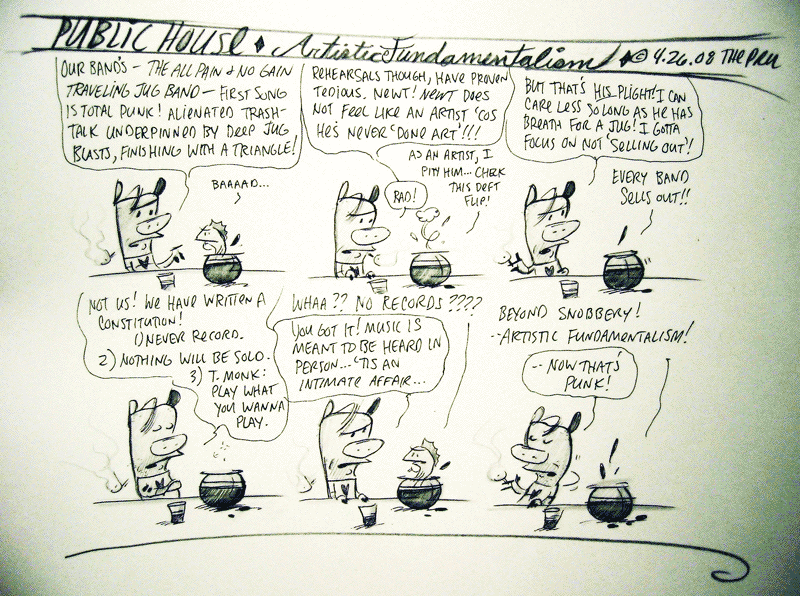 PUBLIC HOUSE ♦ Artistic Fundamentalism ♦ © 4.26.08 THE PRU
OUR BAND'S - THE ALL PAIN & NO GAIN
TRAVELING JUG BAND - FIRST SONG
IS TOTAL PUNK! ALIENATED TRASH-
TALK UNDERPINNED BY DEEP JUG
BLASTS, FINISHING WITH A TRIANGLE!
BAAAAD...
REHEARSALS THOUGH, HAVE PROVEN
TEDIOUS. NEWT! NEWT DOES
NOT FEEL LIKE AN ARTIST 'COS
HE'S NEVER 'DONE ART'!!!
AS AN ARTIST, I
PITY HIM... CHECK
THIS DEFT
FLIP!
RAD!
BUT THAT'S HIS PLIGHT! I CAN
CARE LESS SO LONG AS HE HAS
BREATH FOR A JUG! I GOTTA
FOCUS ON NOT 'SELLING OUT'!
EVERY BAND
SELLS OUT!!
NOT US! WE HAVE WRITTEN A
CONSTITUTION!
1) NEVER RECORD.
2) NOTHING WILL BE SOLD.
3) T. MONK:
PLAY WHAT
YOU WANNA
PLAY.
WHAA?? NO RECORDS????
YOU GOT IT! MUSIC IS
MEANT TO BE HEARD IN
PERSON... 'TIS AN
INTIMATE AFFAIR...
BEYOND SNOBBERY!
--ARTISTIC FUNDAMENTALISM!
-- NOW THAT'S
PUNK!